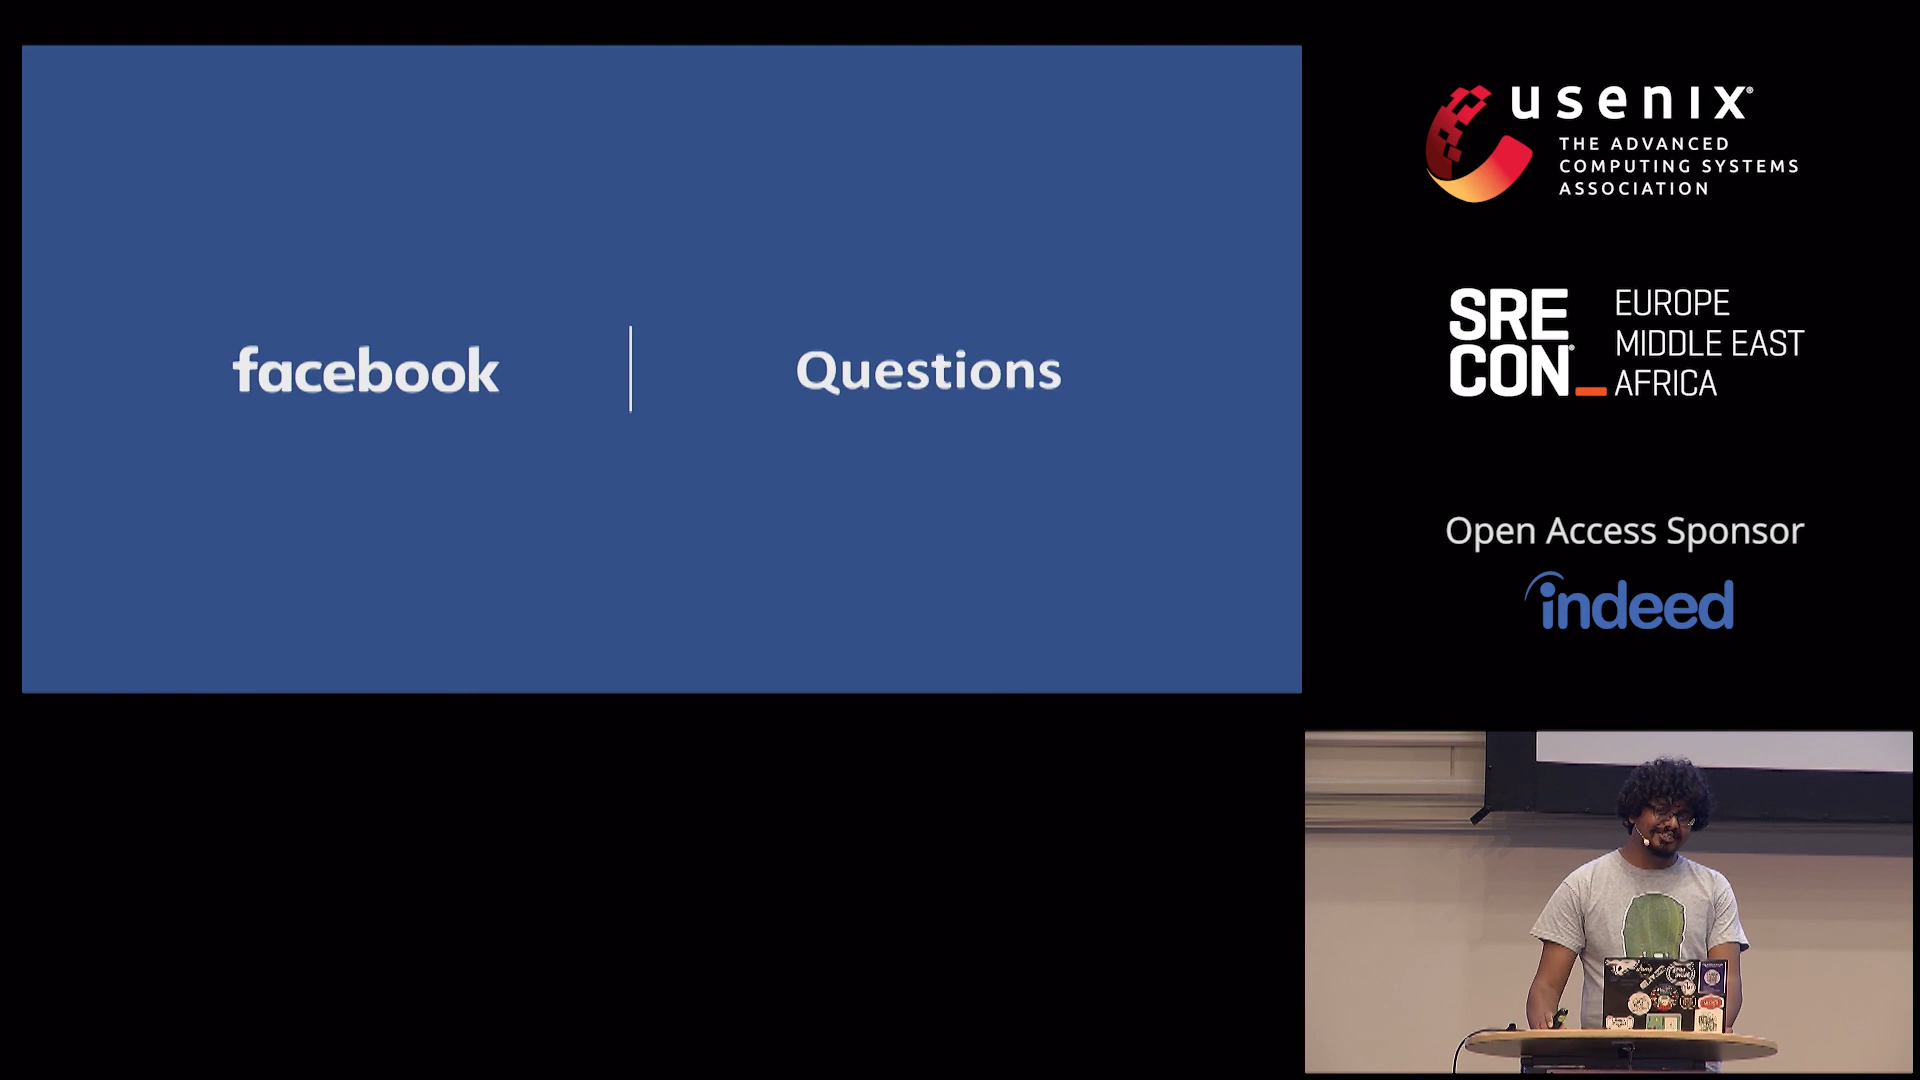 facebook
Questions
usenix®
THE ADVANCED
COMPUTING SYSTEMS
ASSOCIATION
SRE
CON®_
EUROPE
MIDDLE EAST
AFRICA
Open Access Sponsor
indeed